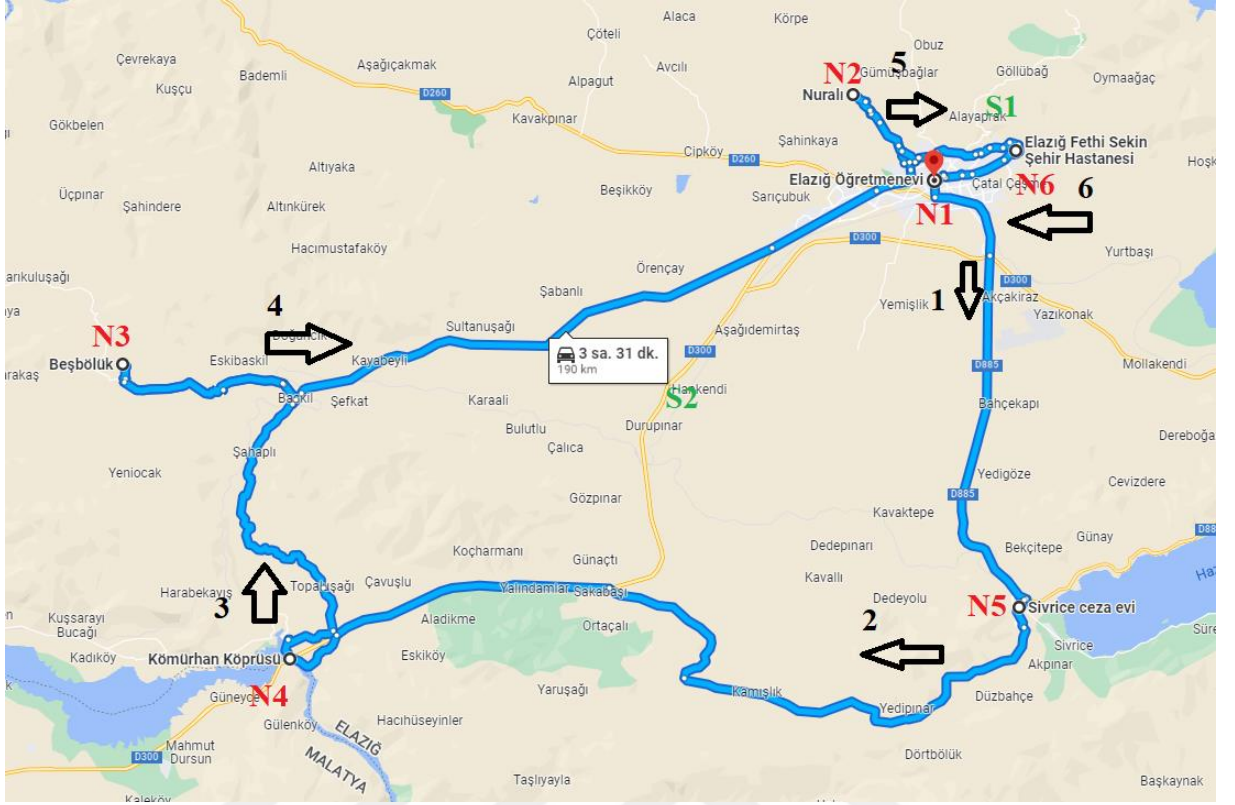 Alaca
Körpe
Çöteli
Obuz
Çevrekaya
Aşağıçakmak
Avcılı
5
Bademli
N2
Gümüşbağlar
Göllübağ
Kuşçu
Alpagut
Oymaağaç
Nuralı
D260
S1
Kavakpınar
Alayaprak
Gökbelen
Şahinkaya
Elazığ Fethi Sekin
Şehir Hastanesi
Cipköy
D260
Altıyaka
Elazığ Öğretmenevi
Üçpınar
Beşikköy
Çatal Çeşme
N6
6
Şahindere
Altınkürek
Sarıçubuk
N1
Hacımustafaköy
D300
Yurtbaşı
Örençay
D300
Şabanlı
Yemişlik
1
Akçakiraz
4
Yazıkonak
N3
Sultanuşağı
Aşağıdemirtaş
3 sa. 31 dk.
190 km
D300
Beşbölük
Eskibaskil
Kayabeyli
D885
Mollakendi
Hankendi
S2
Baskil
Şefkat
Karaali
Bahçekapı
Bulutlu
Durupınar
Çalıca
Şahaplı
Yeniocak
Yedigöze
Cevizdere
Gözpınar
D885
Kavaktepe
Günay
Koçharmanı
Dedepınarı
Bekçitepe
Günaçtı
Kavallı
Harabekayış
Topaluşağı
Çavuşlu
Yalındamlar
Sakabaşı
3
Dedeyolu
N5
Sivrice ceza evi
Kuşsarayı
Bucağı
Aladikme
Ortaçalı
2
Sivrice
Kadıköy
Kömürhan Köprüsü
Eskiköy
Akpınar
Yaruşağı
Kamışlık
Düzbahçe
N4
Yedipınar
Gülenköy
Hacıhüseyinler
ELAZIĞ
MALATYA
Mahmut
Dursun
D300
Dörtbölük
Taşlıyayla
Başkaynak
Kaleköy